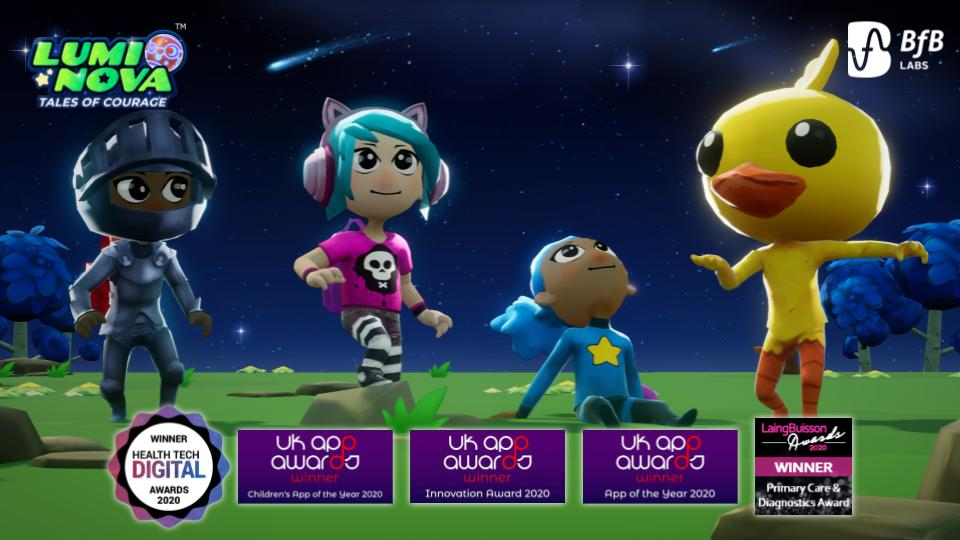 LUMI
NOVA
TM
TALES OF COURAGE
BfB
LABS
WINNER
HEALTH TECH
DIGITAL
AWARDS
2020
uk app
awards
winner
Children's App of the Year 2020
uk app
awards
winner
Innovation Award 2020
uk app
awards
winner
App of the Year 2020
LaingBuisson
Awards
2020
WINNER
Primary Care &
Diagnostics Award